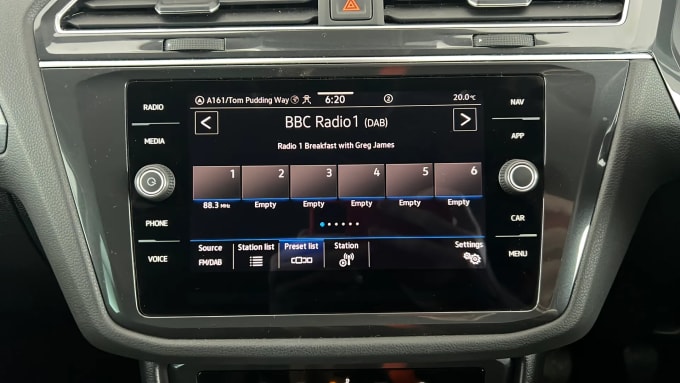 A161/Tom Pudding Way 6:20 2 20.0°C
BBC Radio1 (DAB)
Radio 1 Breakfast with Greg James
1 2 3 4 5 6
88.3 MHz Empty Empty Empty Empty Empty
Source Station list Preset list Station Settings
FM/DAB
RADIO
MEDIA
PHONE
VOICE
NAV
APP
CAR
MENU